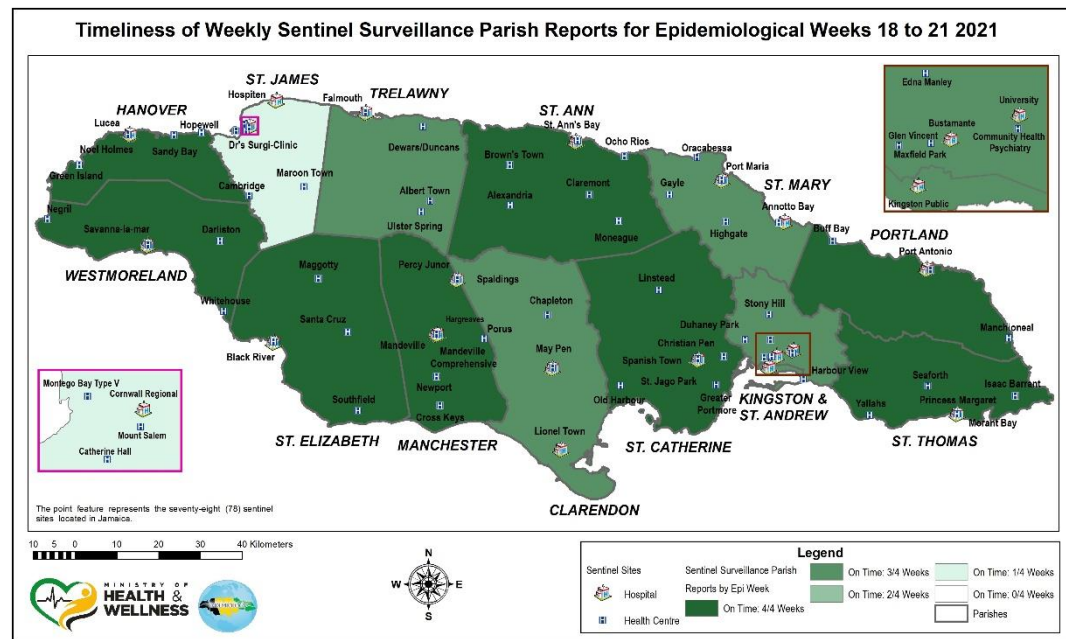 Timeliness of Weekly Sentinel Surveillance Parish Reports for Epidemiological Weeks 18 to 21 2021
ST. JAMES
Hospiten
TRELAWNY
Falmouth
HANOVER
Lucea
Hopewell
Noel Holmes
Sandy Bay
Green Island
Dr's Surgi-Clinic
Maroon Town
Cambridge
Dewars/Duncans
Albert Town
Ulster Spring
ST. ANN
St. Ann's Bay
Ocho Rios
Brown's Town
Alexandria
Claremont
Moneague
Oracabessa
Port Maria
Gayle
ST. MARY
Annotto Bay
Highgate
Buff Bay
PORTLAND
Port Antonio
Manchioneal
Edna Manley
University
Bustamante
Glen Vincent
Community Health
Psychiatry
Maxfield Park
Kingston Public
Negril
Savanna-la-mar
Darliston
WESTMORELAND
Whitehouse
Maggotty
Santa Cruz
Black River
Southfield
ST. ELIZABETH
Percy Junor
Spaldings
Hargreaves
Porus
Mandeville
Mandeville
Comprehensive
Newport
Cross Keys
MANCHESTER
Chapleton
May Pen
Lionel Town
CLARENDON
Linsteed
Christian Pen
Spanish Town
St. Jago Park
Old Harbour
Greater
Portmore
ST. CATHERINE
Stony Hill
Duhaney Park
Harbour View
KINGSTON &
ST. ANDREW
Seaforth
Isaac Barrant
Princess Margaret
Yallahs
Morant Bay
ST. THOMAS
Montego Bay Type V
Cornwall Regional
Mount Salem
Catherine Hall
The point feature represents the seventy-eight (78) sentinel
sites located in Jamaica.
10 5 0 10 20 30 40 Kilometers
MINISTRY OF
HEALTH &
WELLNESS
N
W E
S
Legend
Sentinel Sites
Hospital
Health Centre
Sentinel Surveillance Parish
Reports by Epi Week
On Time: 4/4 Weeks
On Time: 3/4 Weeks
On Time: 2/4 Weeks
On Time: 1/4 Weeks
On Time: 0/4 Weeks
Parishes